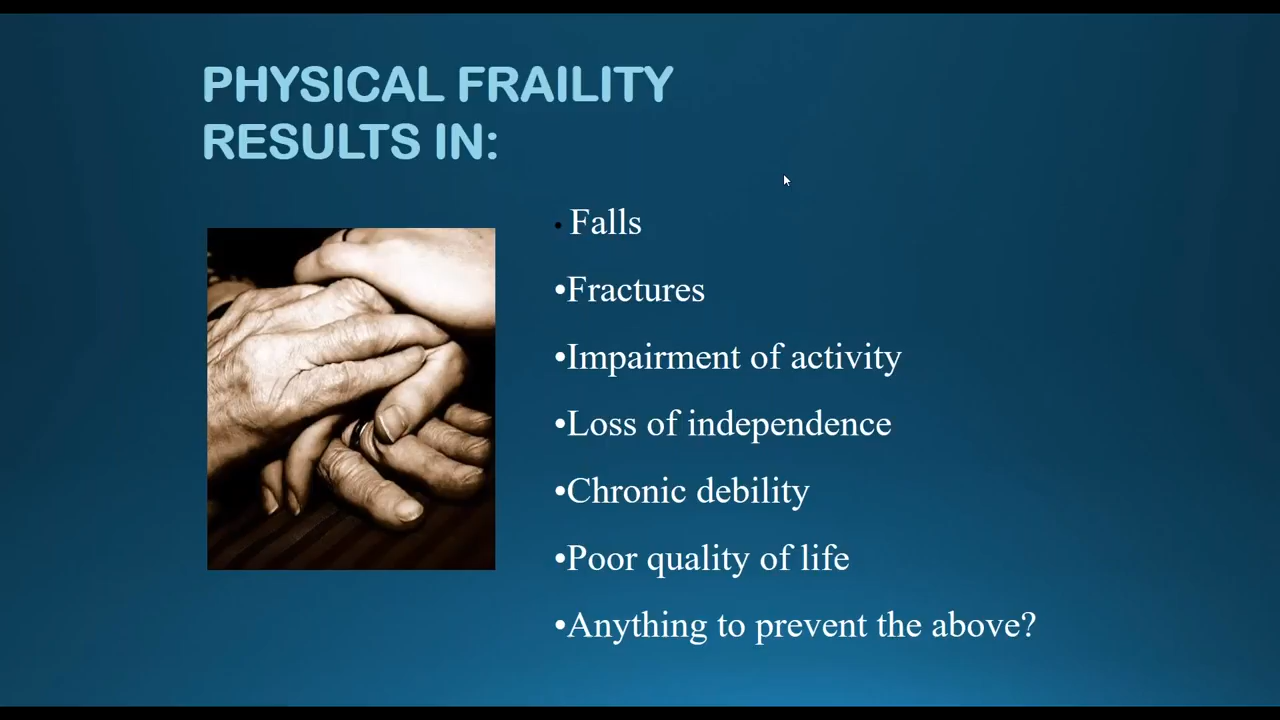 PHYSICAL FRAILITY
RESULTS IN:
• Falls
•Fractures
•Impairment of activity
•Loss of independence
•Chronic debility
•Poor quality of life
•Anything to prevent the above?